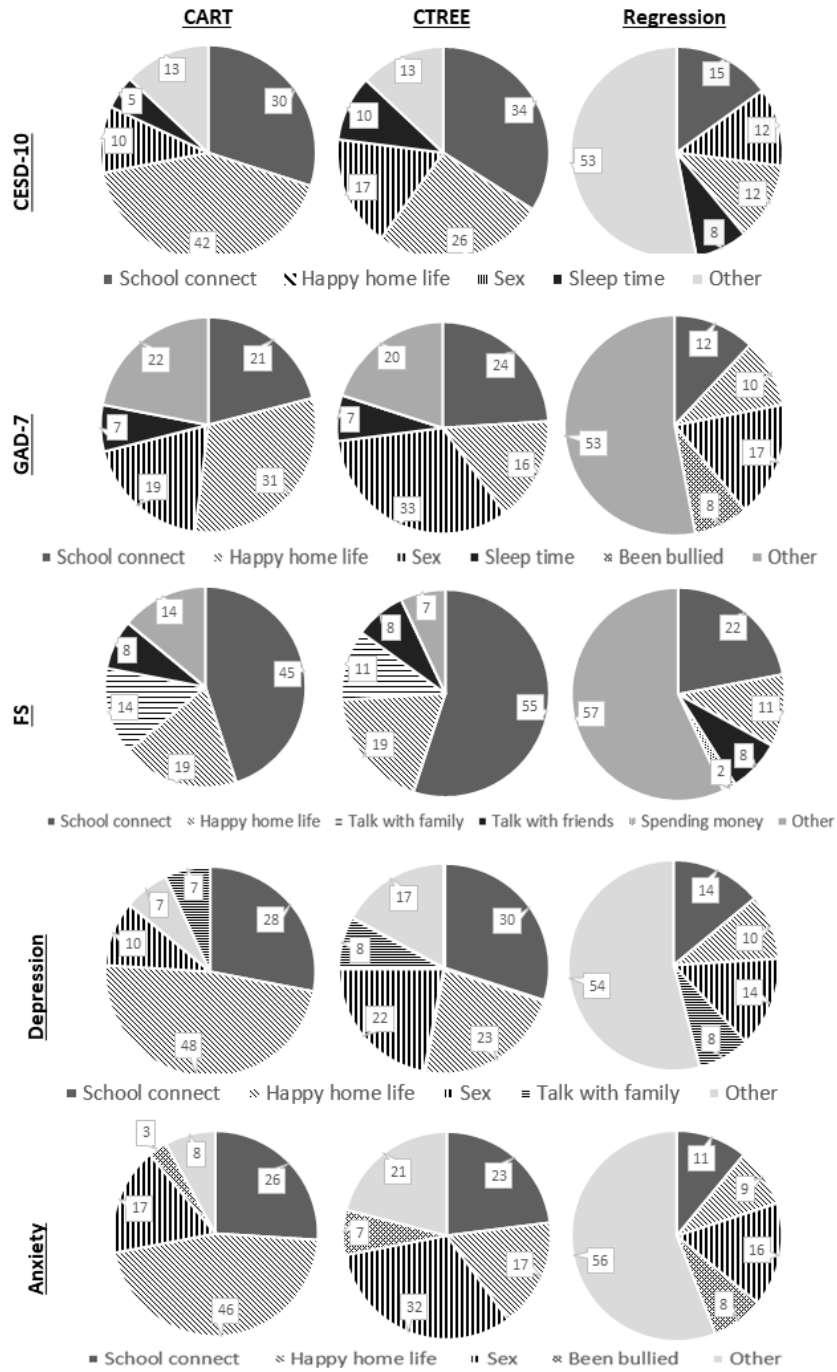 CART CTREE Regression
CESD-10
13 30 5 10 42
13 34 10 17 26
15 12 12 8 53
School connect Happy home life Sex Sleep time Other
GAD-7
22 21 7 19 31
20 24 7 16 33
12 10 17 8 53
School connect Happy home life Sex Sleep time Been bullied Other
FS
14 45 8 14 19
7 8 11 55 19
22 11 8 2 57
School connect Happy home life Talk with family Talk with friends Spending money Other
Depression
7 7 28 10 48
17 30 8 22 23
14 10 14 8 54
School connect Happy home life Sex Talk with family Other
Anxiety
3 8 26 17 46
21 23 7 17 32
11 9 16 8 56
School connect Happy home life Sex Been bullied Other